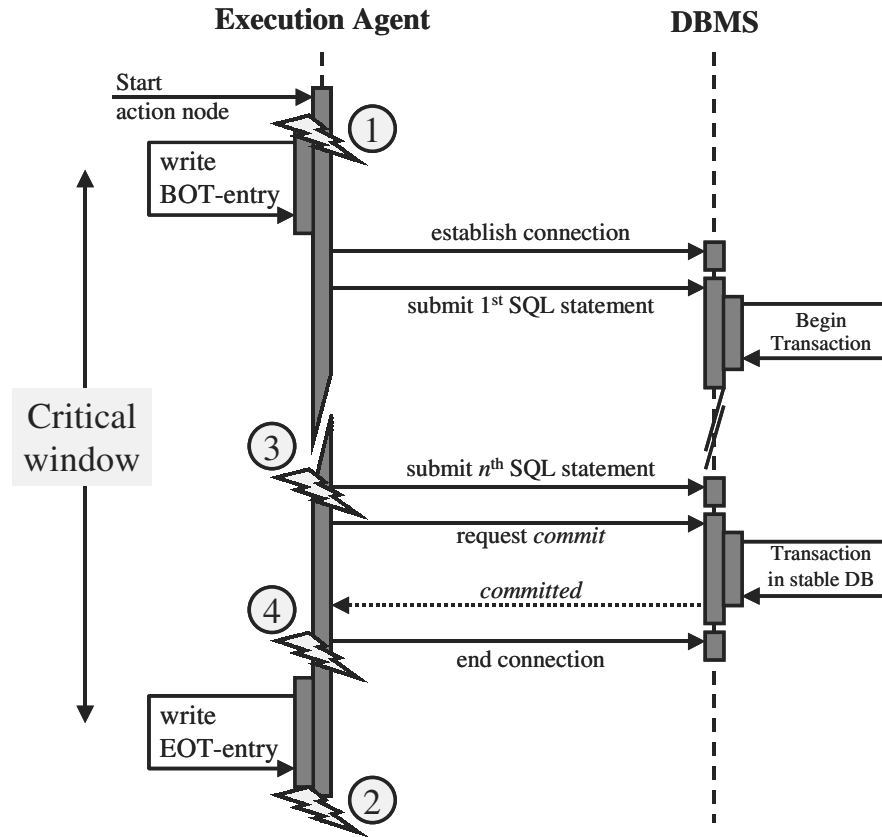 Execution Agent
DBMS
Start
action node
1
write
BOT-entry
establish connection
submit 1st SQL statement
Begin
Transaction
Critical
window
3
submit nth SQL statement
request commit
Transaction
in stable DB
committed
4
end connection
write
EOT-entry
2